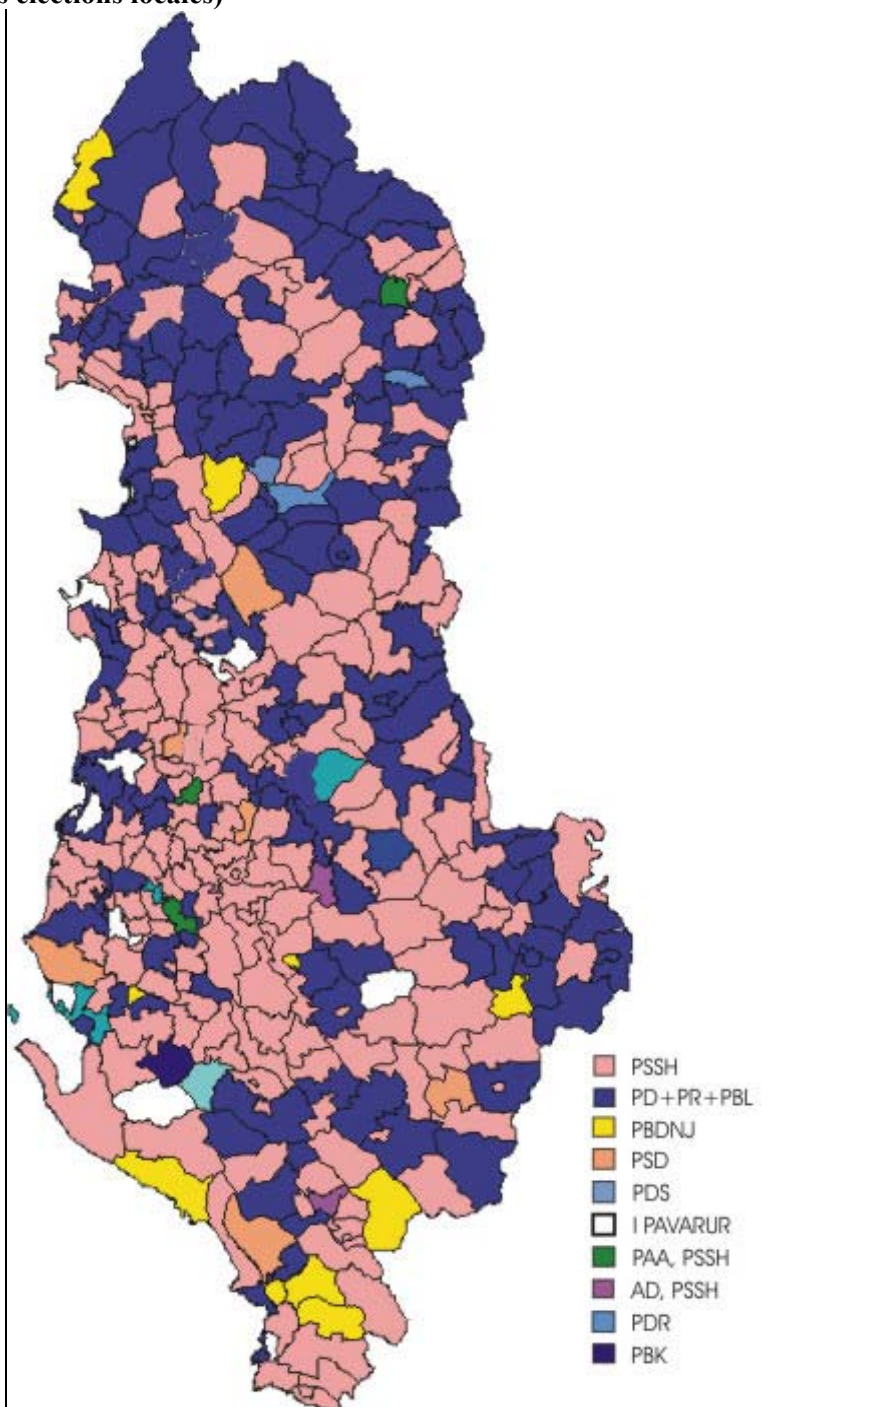 s élections locales)
PSSH
PD+PR+PBL
PBDNJ
PSD
PDS
I PAVARUR
PAA, PSSH
AD, PSSH
PDR
PBK